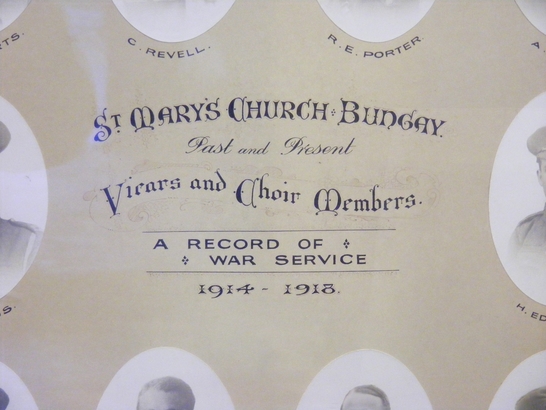 C. REVELL.
R. E. PORTER.
ST MARY'S CHURCH BUNGAY.
Past and Present
Vicars and Choir Members.
A RECORD OF
WAR SERVICE
1914 - 1918.